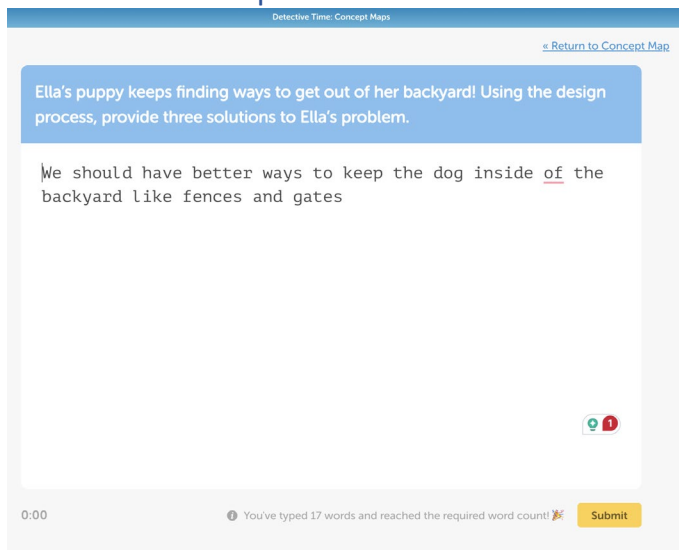 Detective Time: Concept Maps
« Return to Concept Map
Ella's puppy keeps finding ways to get out of her backyard! Using the design
process, provide three solutions to Ella's problem.
We should have better ways to keep the dog inside of the
backyard like fences and gates
1
0:00
You've typed 17 words and reached the required word count! 🎉
Submit